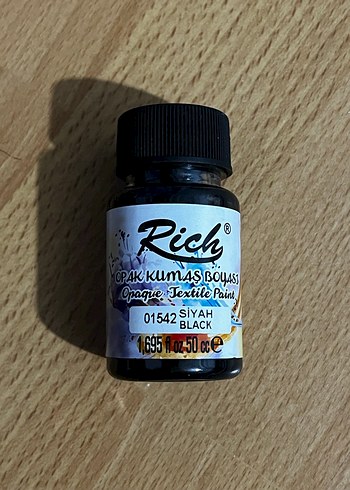 Rich®
OPAK KUMAŞ BOYASI
Opaque Textile Paint
01542 SİYAH
BLACK
1,695 fl oz 50 cc ℮